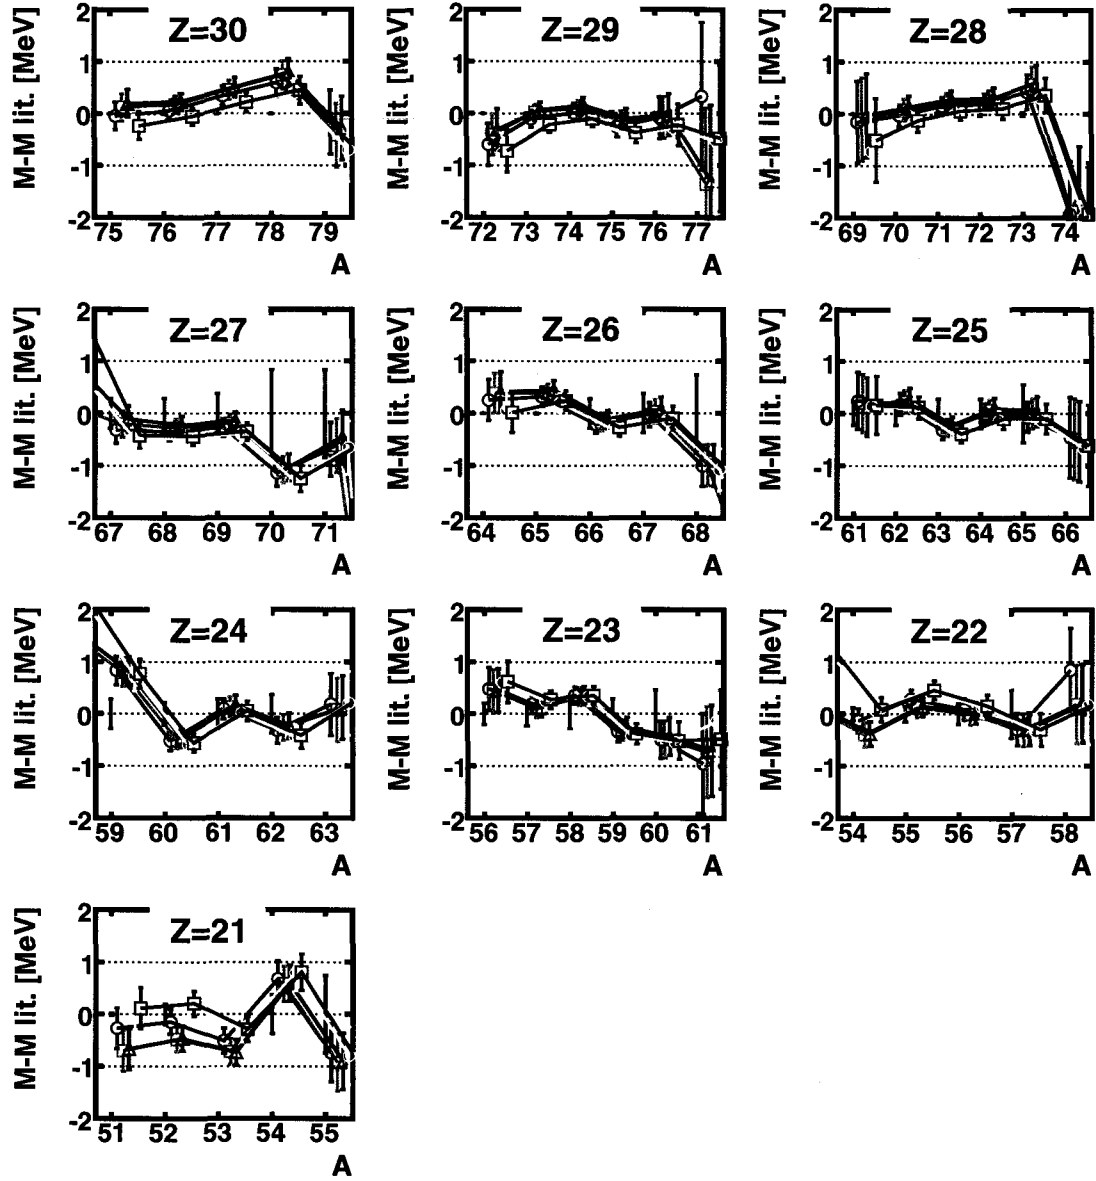 Z=30 Z=29 Z=28
M-M lit. [MeV] M-M lit. [MeV] M-M lit. [MeV]
2 2 2
1 1 1
0 0 0
-1 -1 -1
-2 -2 -2
75 76 77 78 79 72 73 74 75 76 77 69 70 71 72 73 74
A A A
Z=27 Z=26 Z=25
M-M lit. [MeV] M-M lit. [MeV] M-M lit. [MeV]
2 2 2
1 1 1
0 0 0
-1 -1 -1
-2 -2 -2
67 68 69 70 71 64 65 66 67 68 61 62 63 64 65 66
A A A
Z=24 Z=23 Z=22
M-M lit. [MeV] M-M lit. [MeV] M-M lit. [MeV]
2 2 2
1 1 1
0 0 0
-1 -1 -1
-2 -2 -2
59 60 61 62 63 56 57 58 59 60 61 54 55 56 57 58
A A A
Z=21
M-M lit. [MeV]
2
1
0
-1
-2
51 52 53 54 55
A